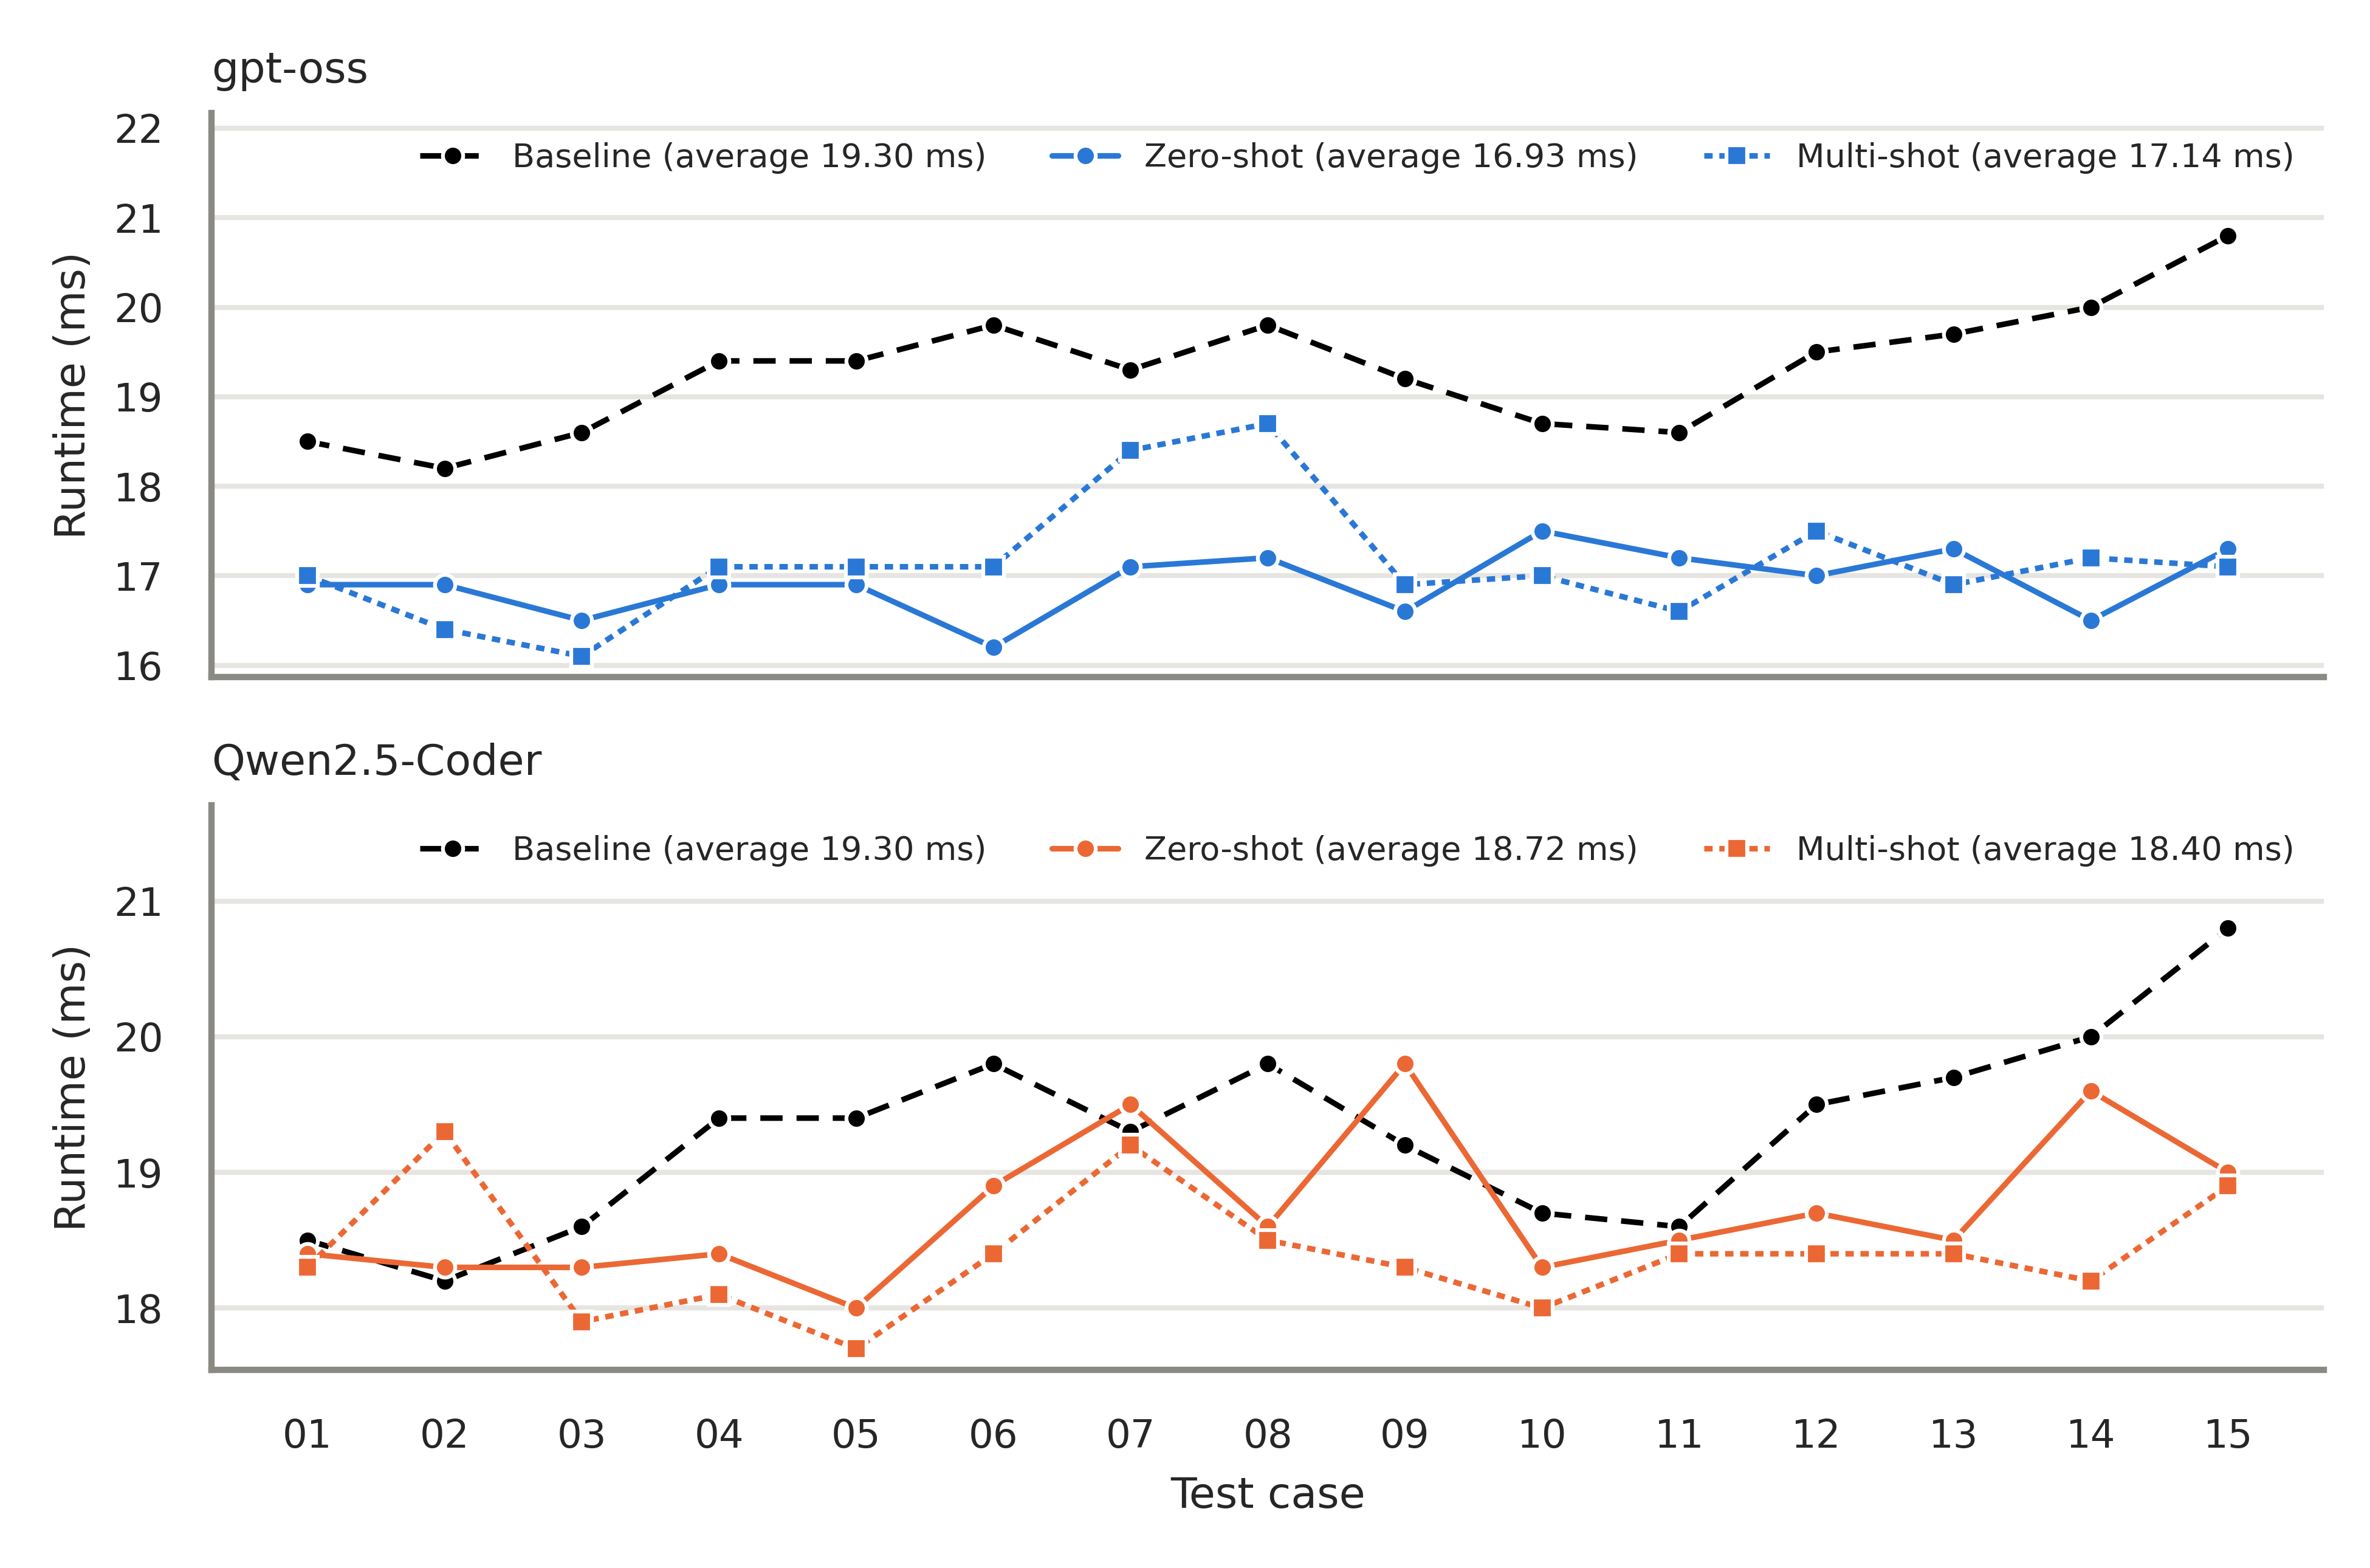 gpt-oss
22
Baseline (average 19.30 ms) Zero-shot (average 16.93 ms) Multi-shot (average 17.14 ms)
21
20
19
18
17
16
Runtime (ms)
Qwen2.5-Coder
Baseline (average 19.30 ms) Zero-shot (average 18.72 ms) Multi-shot (average 18.40 ms)
21
20
19
18
Runtime (ms)
01 02 03 04 05 06 07 08 09 10 11 12 13 14 15
Test case